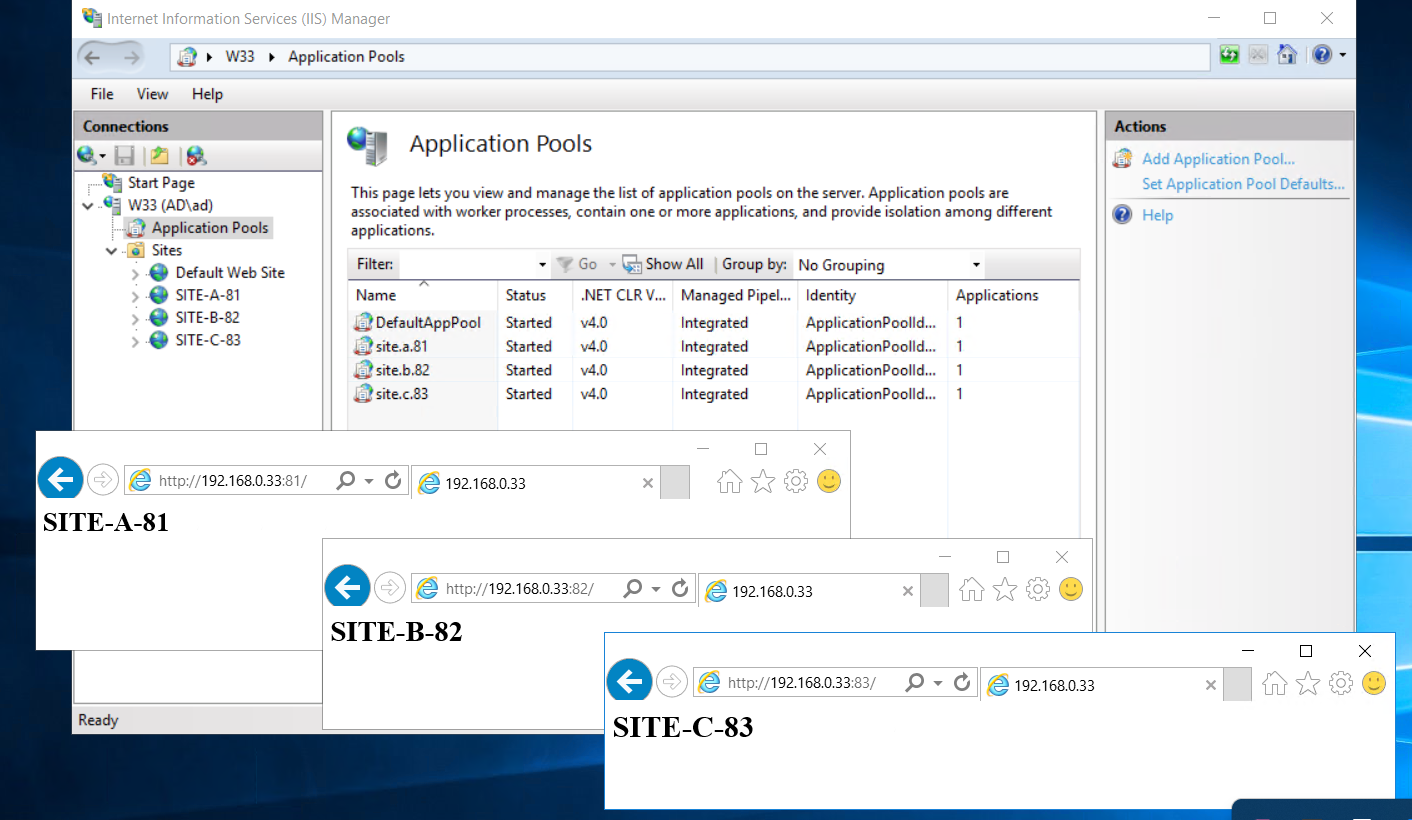 Internet Information Services (IIS) Manager
W33 Application Pools
File View Help
Connections
Start Page
W33 (AD\ad)
Application Pools
Sites
Default Web Site
SITE-A-81
SITE-B-82
SITE-C-83
Application Pools
This page lets you view and manage the list of application pools on the server. Application pools are
associated with worker processes, contain one or more applications, and provide isolation among different
applications.
Filter: Go Show All Group by: No Grouping
Name Status .NET CLR V... Managed Pipel... Identity Applications
DefaultAppPool Started v4.0 Integrated ApplicationPoolId... 1
site.a.81 Started v4.0 Integrated ApplicationPoolId... 1
site.b.82 Started v4.0 Integrated ApplicationPoolId... 1
site.c.83 Started v4.0 Integrated ApplicationPoolId... 1
Actions
Add Application Pool...
Set Application Pool Defaults...
Help
http://192.168.0.33:81/ 192.168.0.33
SITE-A-81
http://192.168.0.33:82/ 192.168.0.33
SITE-B-82
http://192.168.0.33:83/ 192.168.0.33
SITE-C-83
Ready